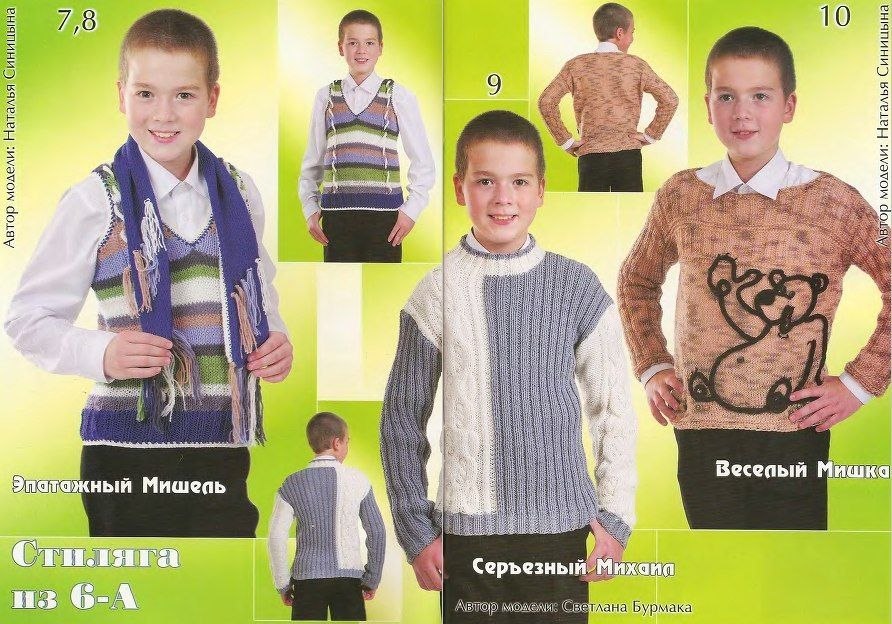 7,8
Автор модели: Наталья Синицына
Эпатажный Мишель
Стиляга
из 6-А
9
Серъезный Михаил
Автор модели: Светлана Бурмака
10
Автор модели: Наталья Синицына
Веселый Мишка